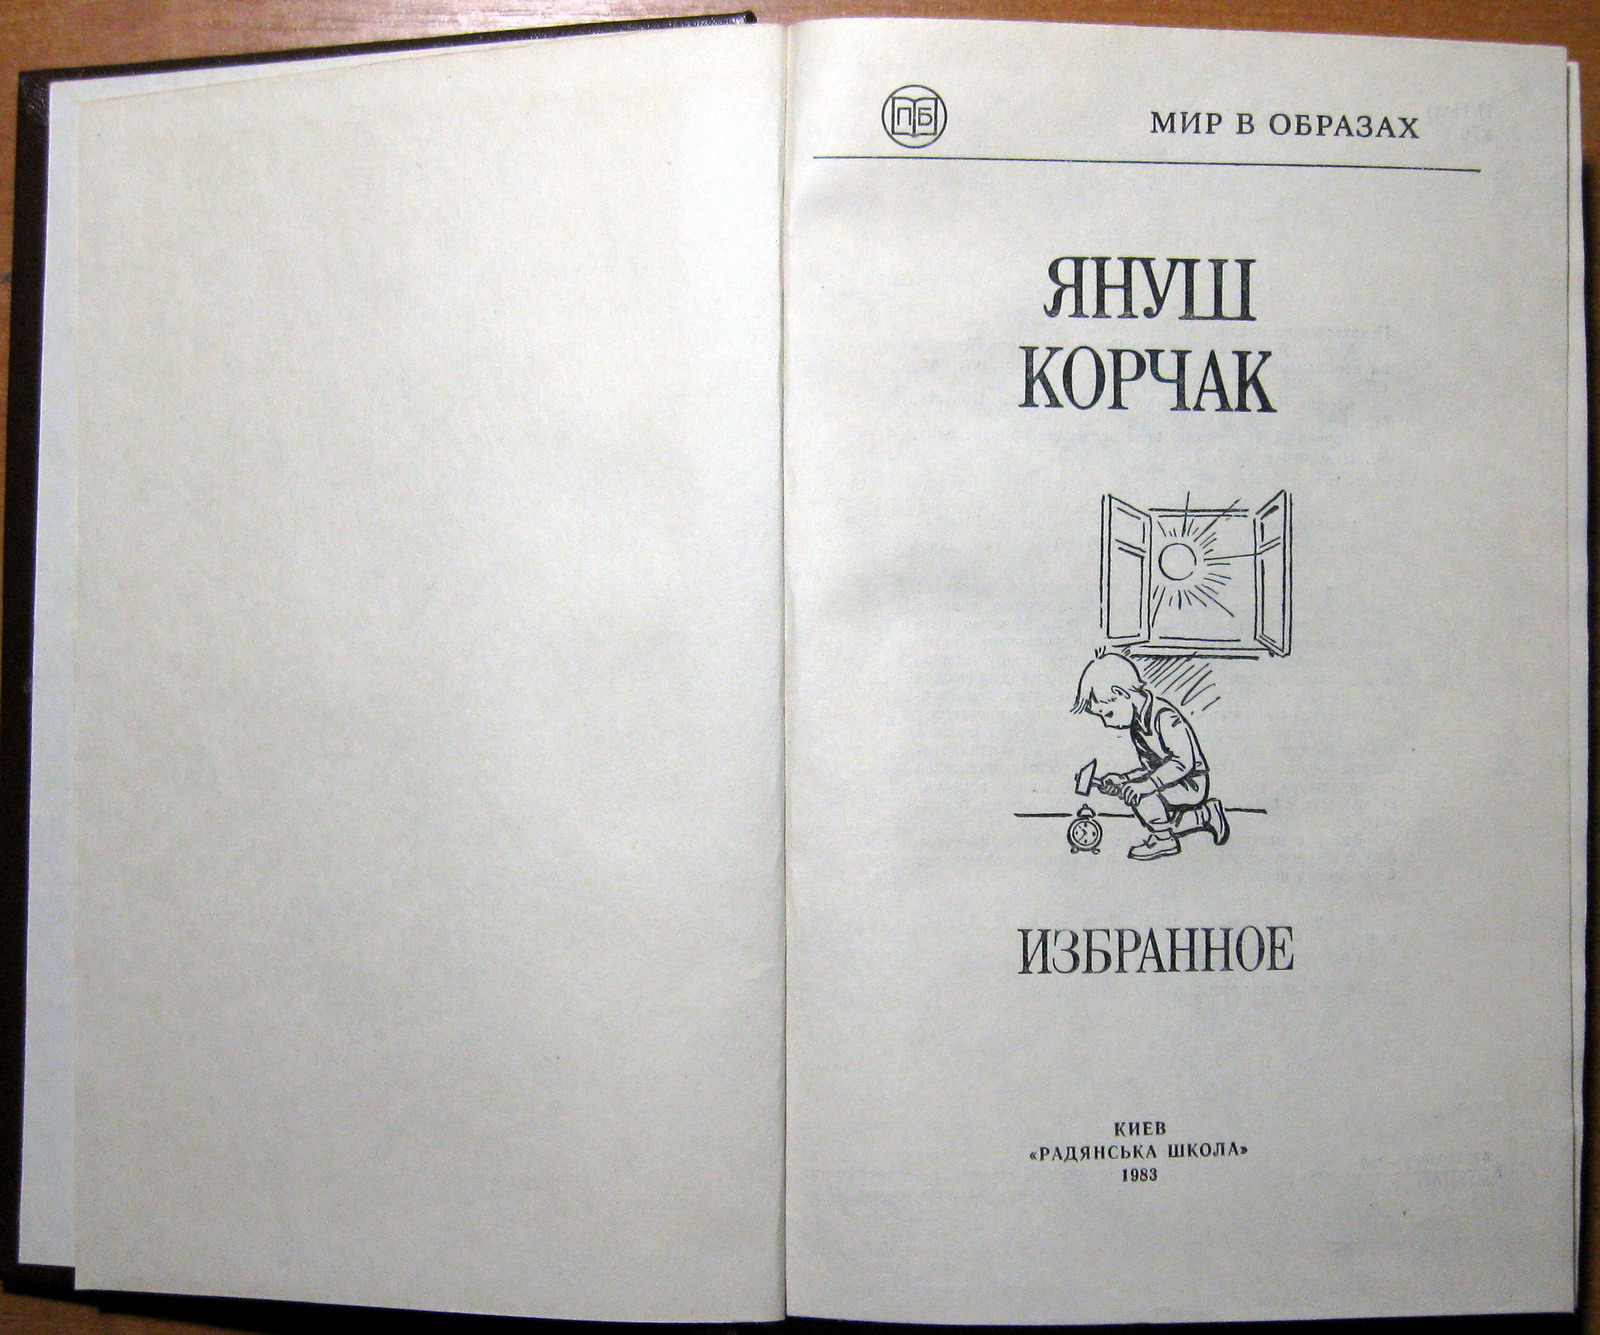 ПБ
МИР В ОБРАЗАХ
ЯНУШ
КОРЧАК
ИЗБРАННОЕ
КИЕВ
«РАДЯНСЬКА ШКОЛА»
1983